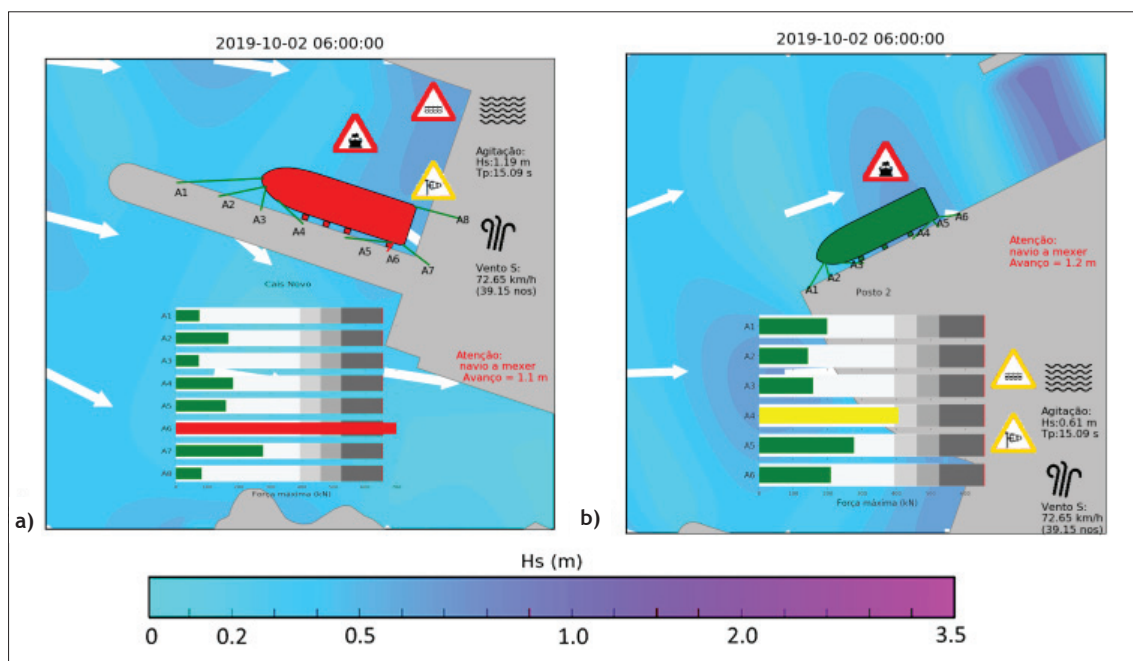 2019-10-02 06:00:00
A1
A2
A3
A4
A5
A6
A7
A8
Agitação:
Hs:1.19 m
Tp:15.09 s
Vento S:
72.65 km/h
(39.15 nos)
Cais Novo
Atenção:
navio a mexer
Avanço = 1.1 m
A1
A2
A3
A4
A5
A6
A7
A8
Força máxima (kN)
a)
2019-10-02 06:00:00
A1
A2
A3
A4
A5
A6
Atenção:
navio a mexer
Avanço = 1.2 m
Posto 2
A1
A2
A3
A4
A5
A6
Força máxima (kN)
Agitação:
Hs:0.61 m
Tp:15.09 s
Vento S:
72.65 km/h
(39.15 nos)
b)
Hs (m)
0 0.2 0.5 1.0 2.0 3.5